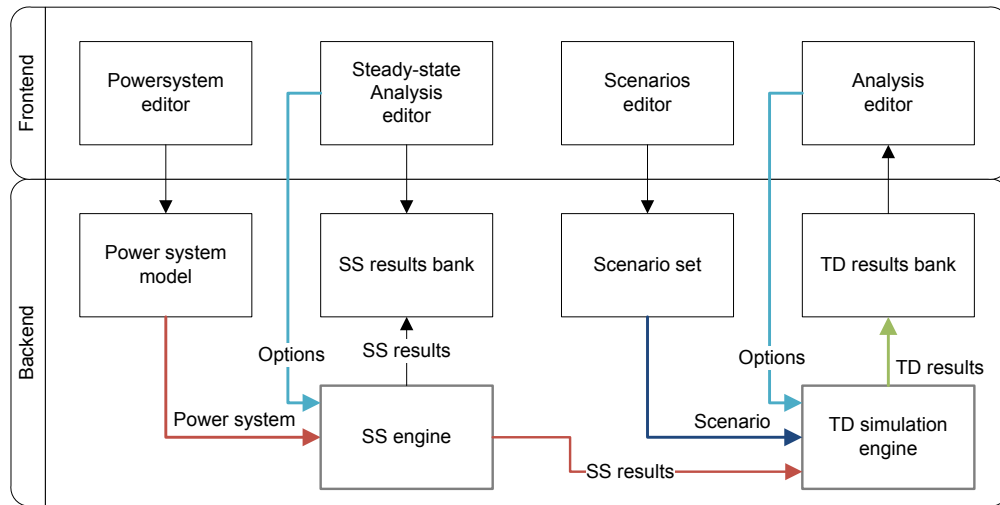 Frontend
Powersystem
editor
Steady-state
Analysis
editor
Scenarios
editor
Analysis
editor
Backend
Power system
model
SS results bank
Scenario set
TD results bank
Options
SS results
Options
TD results
Power system
SS engine
Scenario
TD simulation
engine
SS results